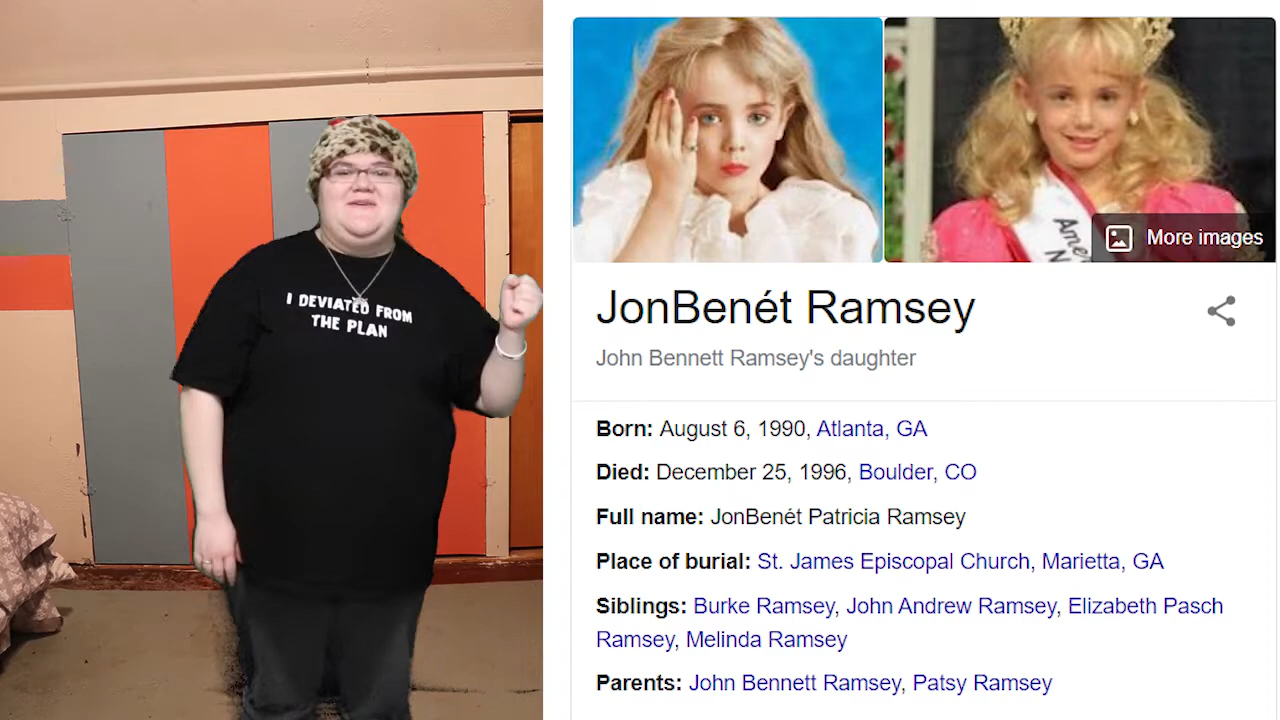 I DEVIATED FROM
THE PLAN
Ame
N
More images
JonBenét Ramsey
John Bennett Ramsey's daughter
Born: August 6, 1990, Atlanta, GA
Died: December 25, 1996, Boulder, CO
Full name: JonBenét Patricia Ramsey
Place of burial: St. James Episcopal Church, Marietta, GA
Siblings: Burke Ramsey, John Andrew Ramsey, Elizabeth Pasch
Ramsey, Melinda Ramsey
Parents: John Bennett Ramsey, Patsy Ramsey